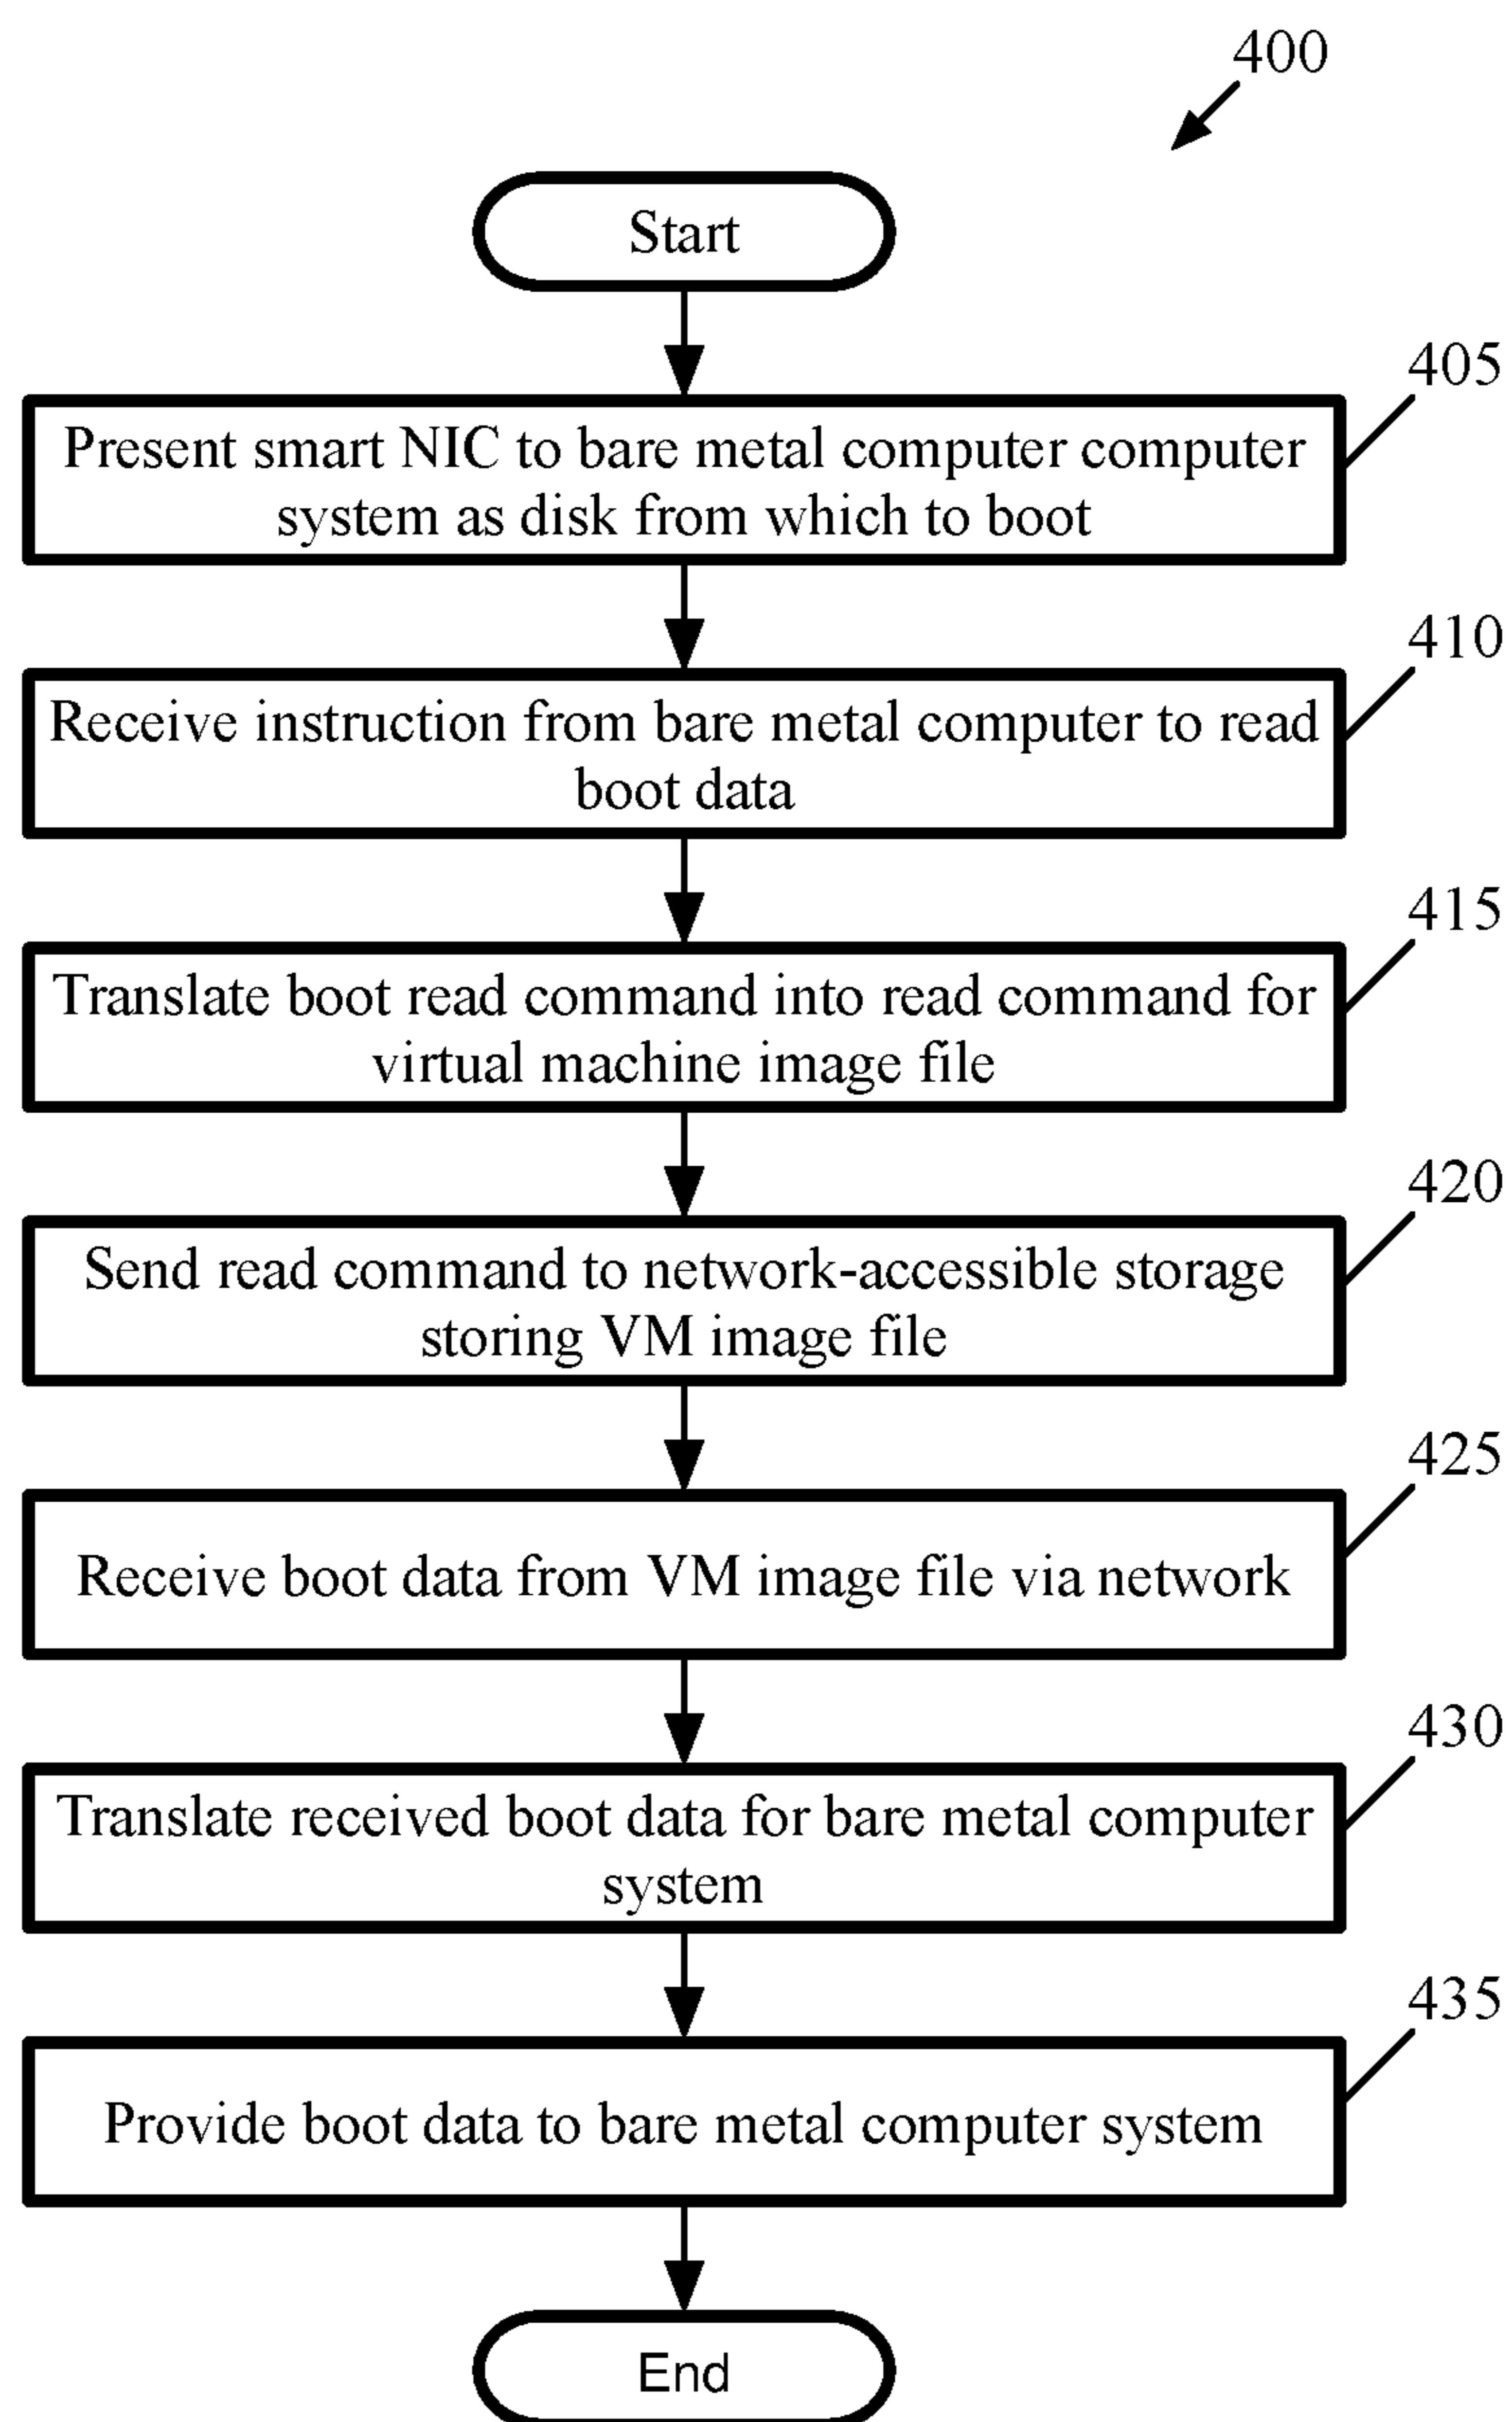 400
Start
405
Present smart NIC to bare metal computer computer
system as disk from which to boot
410
Receive instruction from bare metal computer to read
boot data
415
Translate boot read command into read command for
virtual machine image file
420
Send read command to network-accessible storage
storing VM image file
425
Receive boot data from VM image file via network
430
Translate received boot data for bare metal computer
system
435
Provide boot data to bare metal computer system
End